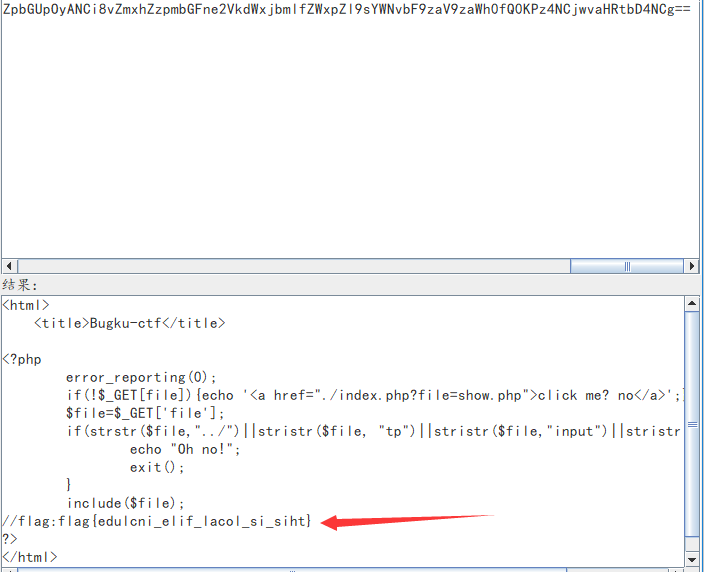 ZpbGUpOyANCi8vZmxhZzpmbGFne2VkdWxjbmlfZWxpZl9sYWNvbF9zaV9zaWh0fQ0KPz4NCjwvaHRtbD4NCg==
结果:
<html>
    <title>Bugku-ctf</title>
<?php
        error_reporting(0);
        if(!$_GET[file]){echo '<a href="./index.php?file=show.php">click me? no</a>';}
        $file=$_GET['file'];
        if(strstr($file,"../")||stristr($file, "tp")||stristr($file,"input")||stristr
                echo "Oh no!";
                exit();
        }
        include($file);
//flag:flag{edulcni_elif_lacol_si_siht}
?>
</html>